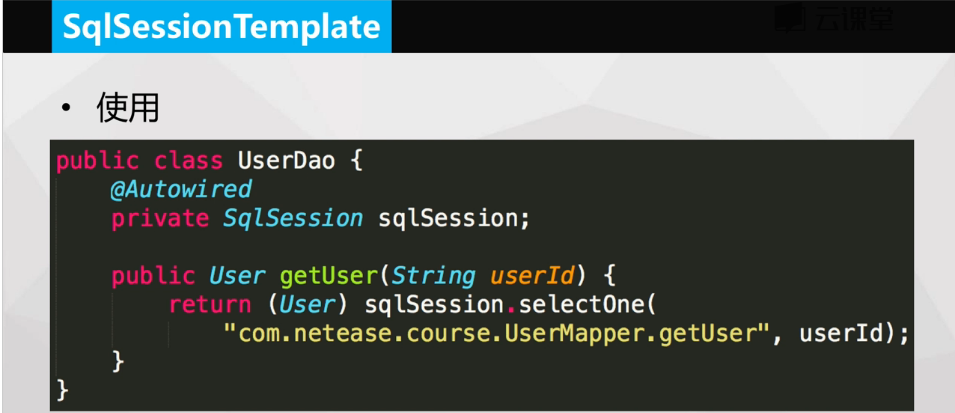 SqlSessionTemplate
云课堂
• 使用
public class UserDao {
    @Autowired
    private SqlSession sqlSession;

    public User getUser(String userId) {
        return (User) sqlSession.selectOne(
            "com.netease.course.UserMapper.getUser", userId);
    }
}